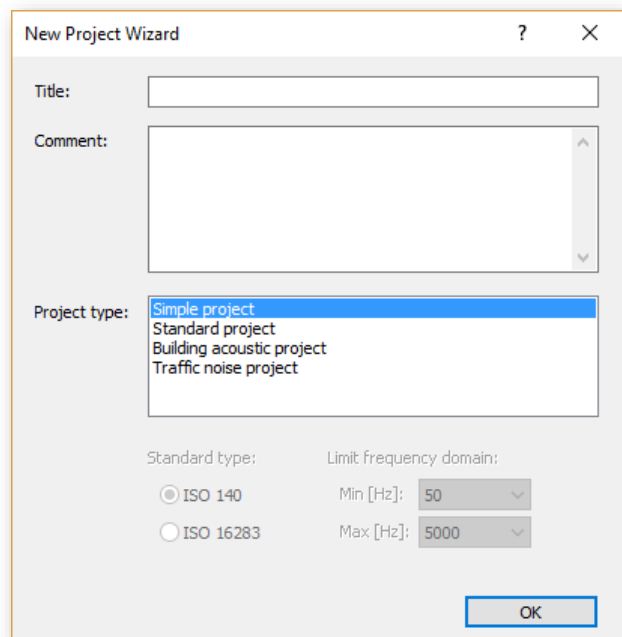 New Project Wizard ?
Title:
Comment:
Project type:
Simple project
Standard project
Building acoustic project
Traffic noise project
Standard type: Limit frequency domain:
ISO 140 Min [Hz]: 50
ISO 16283 Max [Hz]: 5000
OK